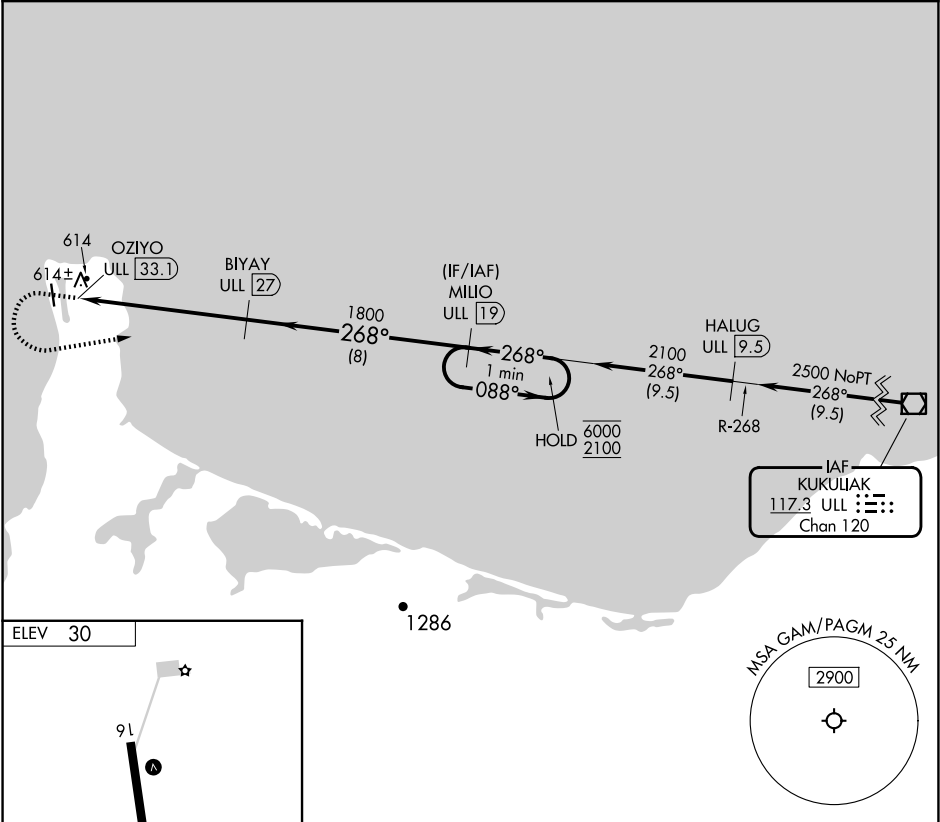 614
614±
OZIYO
ULL 33.1
BIYAY
ULL 27
1800
268°
(8)
(IF/IAF)
MILIO
ULL 19
268°
1 min
088°
HOLD 6000
2100
2100
268°
(9.5)
HALUG
ULL 9.5
R-268
2500 NoPT
268°
(9.5)
IAF
KUKULIAK
117.3 ULL
Chan 120
1286
ELEV 30
16
V
MSA GAM/PAGM 25 NM
2900